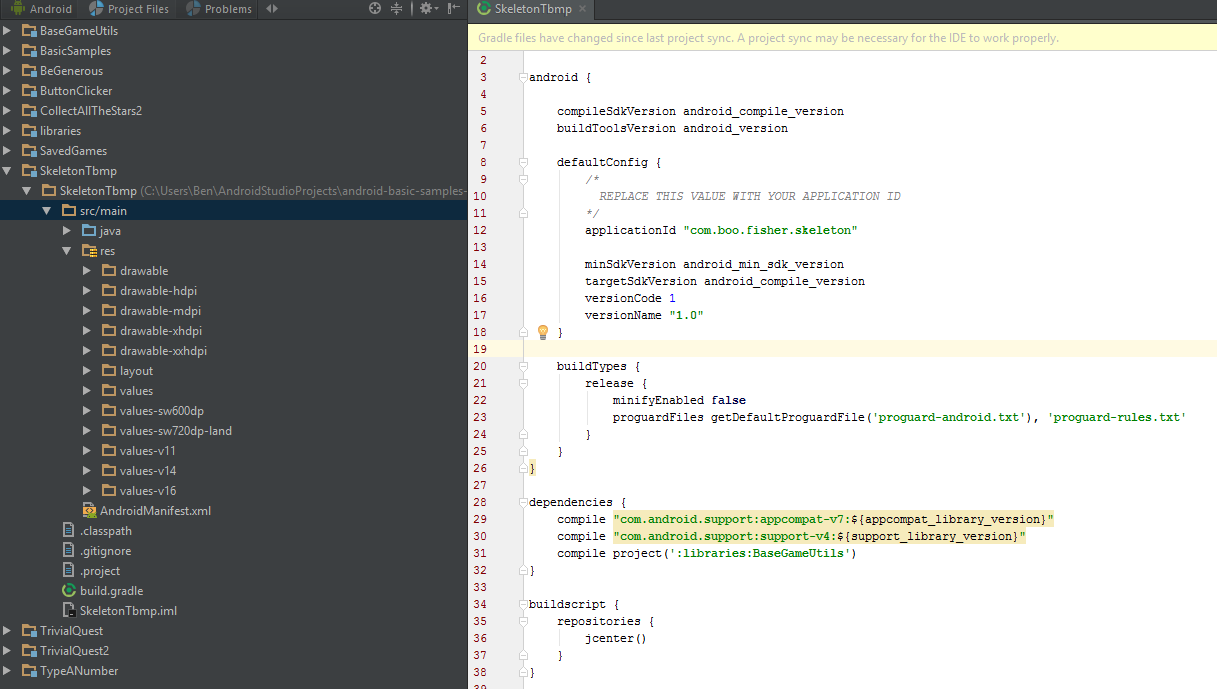 Android
Project Files
Problems
BaseGameUtils
BasicSamples
BeGenerous
ButtonClicker
CollectAllTheStars2
libraries
SavedGames
SkeletonTbmp
SkeletonTbmp (C:\Users\Ben\AndroidStudioProjects\android-basic-samples-
src/main
java
res
drawable
drawable-hdpi
drawable-mdpi
drawable-xhdpi
drawable-xxhdpi
layout
values
values-sw600dp
values-sw720dp-land
values-v11
values-v14
values-v16
AndroidManifest.xml
.classpath
.gitignore
.project
build.gradle
SkeletonTbmp.iml
TrivialQuest
TrivialQuest2
TypeANumber
SkeletonTbmp
Gradle files have changed since last project sync. A project sync may be necessary for the IDE to work properly.
2
3 android {
4
5 compileSdkVersion android_compile_version
6 buildToolsVersion android_version
7
8 defaultConfig {
9 /*
10 REPLACE THIS VALUE WITH YOUR APPLICATION ID
11 */
12 applicationId "com.boo.fisher.skeleton"
13
14 minSdkVersion android_min_sdk_version
15 targetSdkVersion android_compile_version
16 versionCode 1
17 versionName "1.0"
18 }
19
20 buildTypes {
21 release {
22 minifyEnabled false
23 proguardFiles getDefaultProguardFile('proguard-android.txt'), 'proguard-rules.txt'
24 }
25 }
26 }
27
28 dependencies {
29 compile "com.android.support:appcompat-v7:${appcompat_library_version}"
30 compile "com.android.support:support-v4:${support_library_version}"
31 compile project(':libraries:BaseGameUtils')
32 }
33
34 buildscript {
35 repositories {
36 jcenter()
37 }
38 }
39